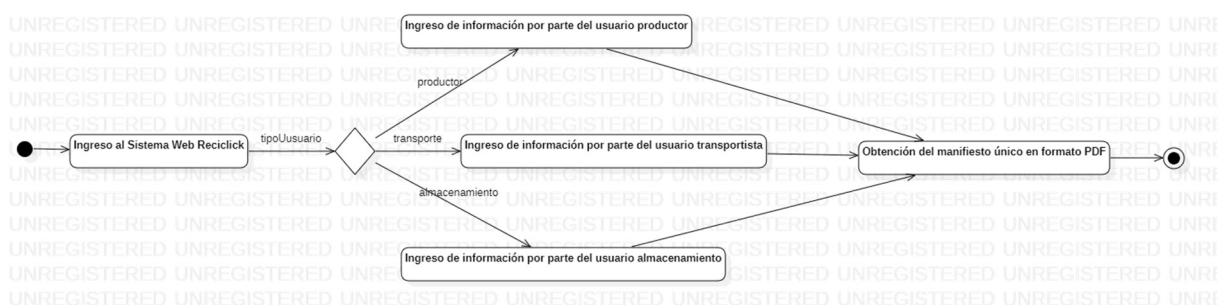 Ingreso de información por parte del usuario productor
productor
Ingreso al Sistema Web Reciclick
tipoUusuario
transporte
Ingreso de información por parte del usuario transportista
Obtención del manifiesto único en formato PDF
almacenamiento
Ingreso de información por parte del usuario almacenamiento
UNREGISTERED